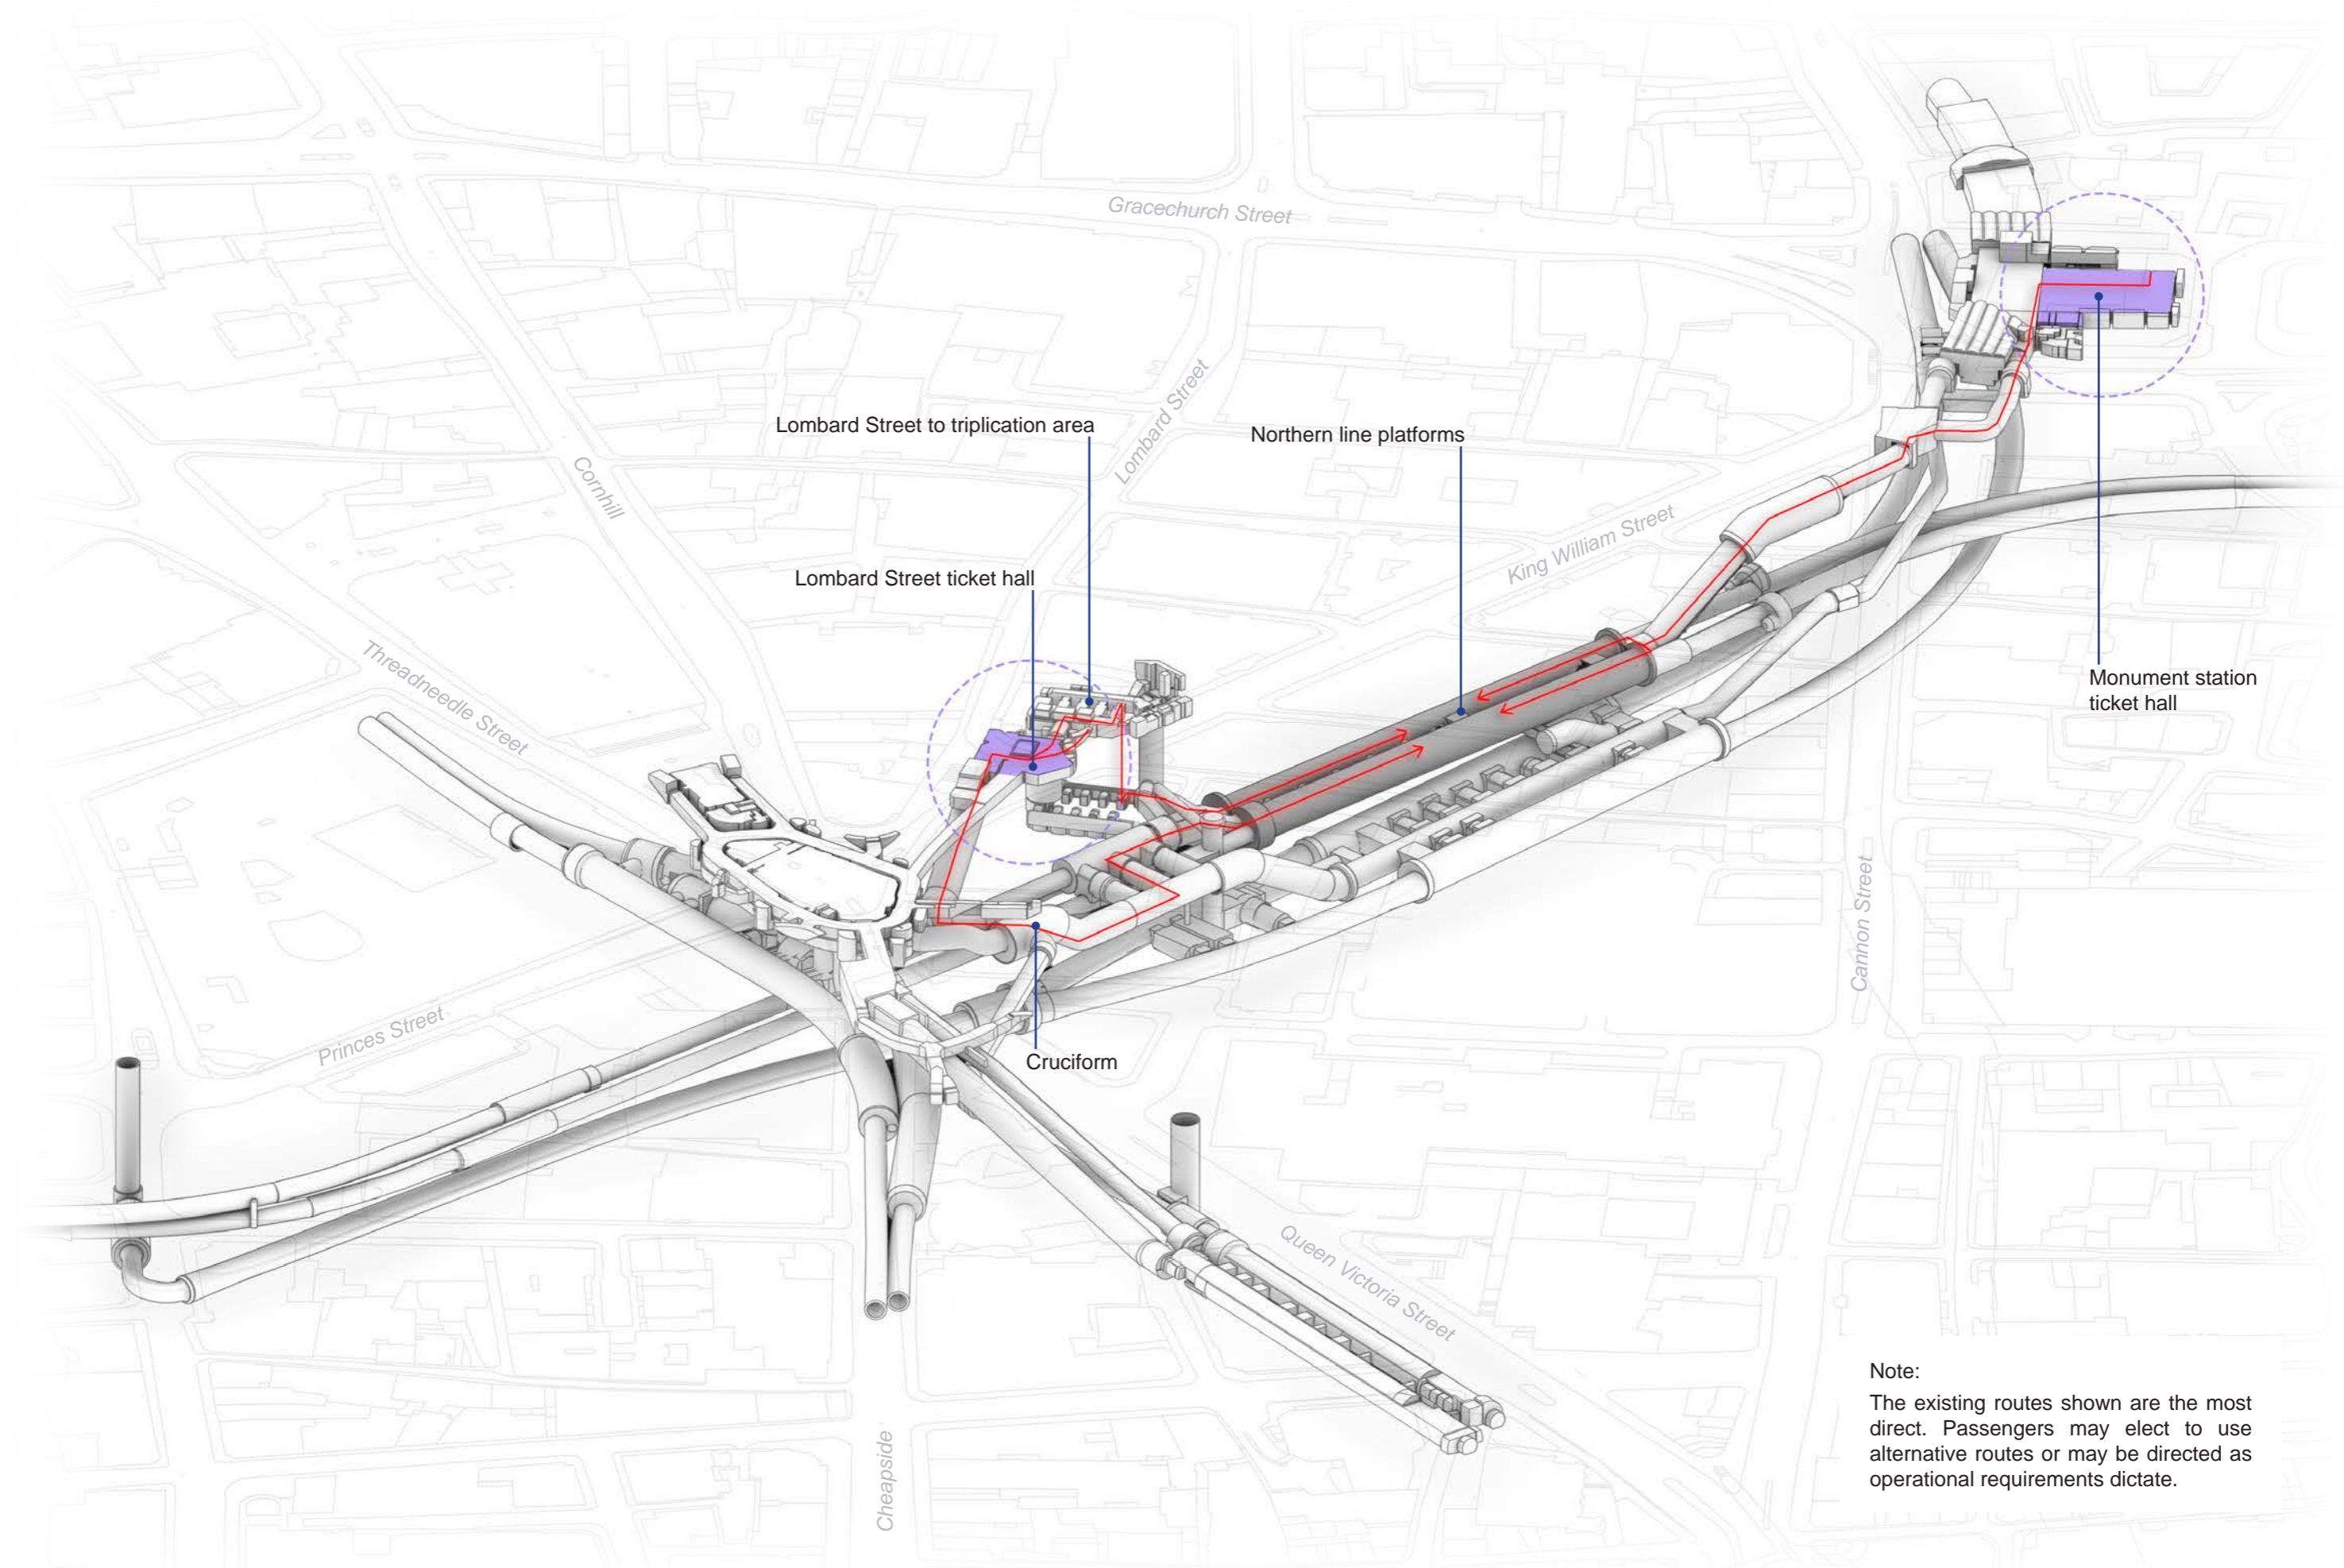 Gracechurch Street
Lombard Street
Lombard Street to triplication area
Northern line platforms
Cornhill
King William Street
Lombard Street ticket hall
Threadneedle Street
Monument station
ticket hall
Cannon Street
Princes Street
Cruciform
Queen Victoria Street
Cheapside
Note:
The existing routes shown are the most
direct. Passengers may elect to use
alternative routes or may be directed as
operational requirements dictate.